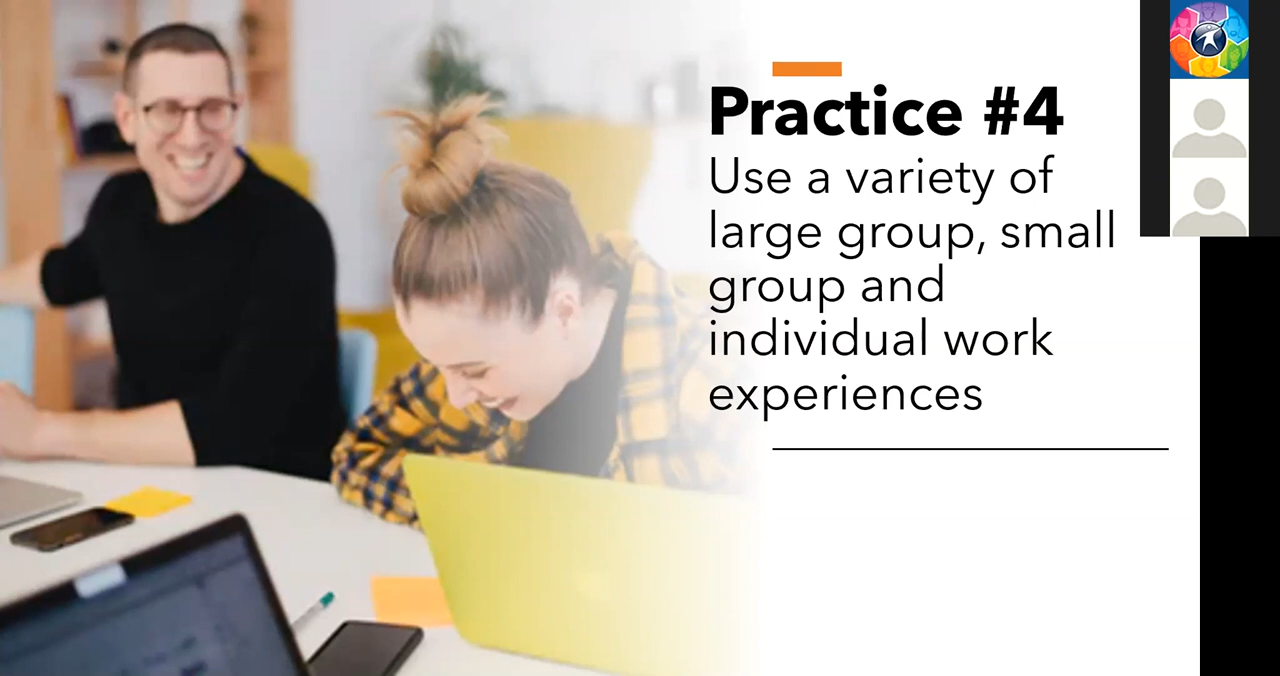 Practice #4
Use a variety of
large group, small
group and
individual work
experiences